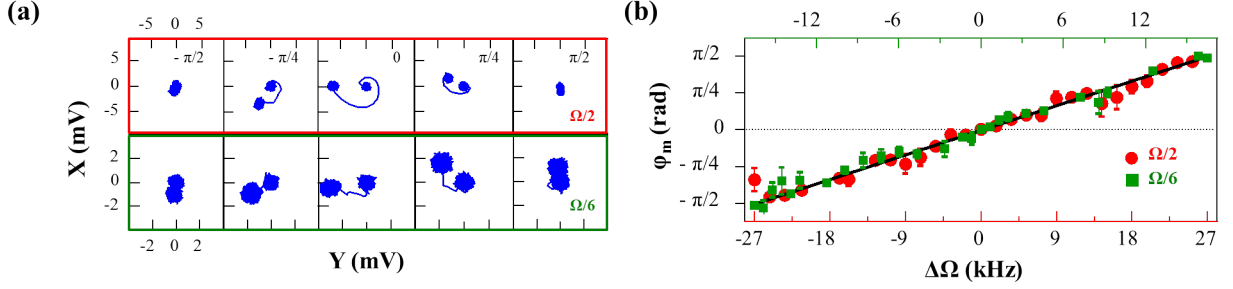 (a)
-5 0 5
5
0
-5
X (mV)
- π/2
- π/4
0
π/4
π/2
Ω/2
2
0
-2
Ω/6
-2 0 2
Y (mV)
(b)
-12 -6 0 6 12
π/2
π/4
0
- π/4
- π/2
φm (rad)
Ω/2
Ω/6
-27 -18 -9 0 9 18 27
ΔΩ (kHz)